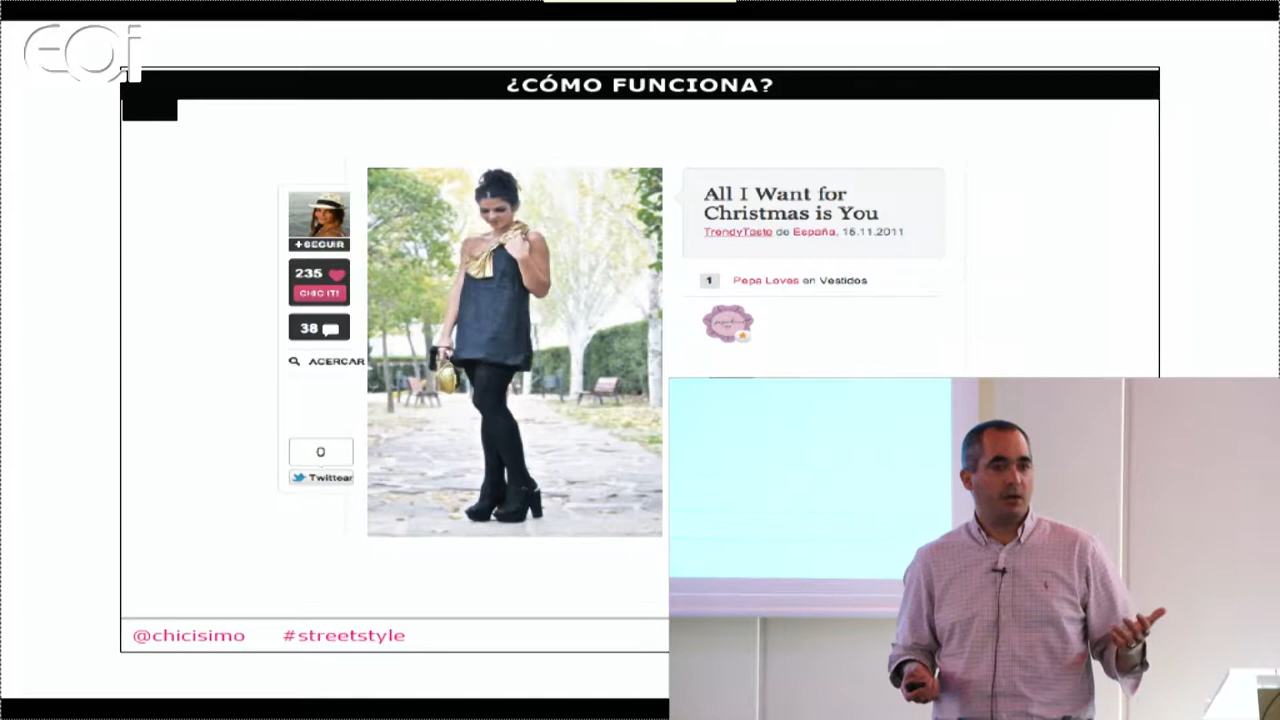 eoi
¿CÓMO FUNCIONA?
+SEGUIR
235
CHIC IT!
38
ACERCAR
0
Twittear
All I Want for
Christmas is You
TrendyTaste de España, 15.11.2011
1 Pepa Loves en Vestidos
@chicisimo #streetstyle